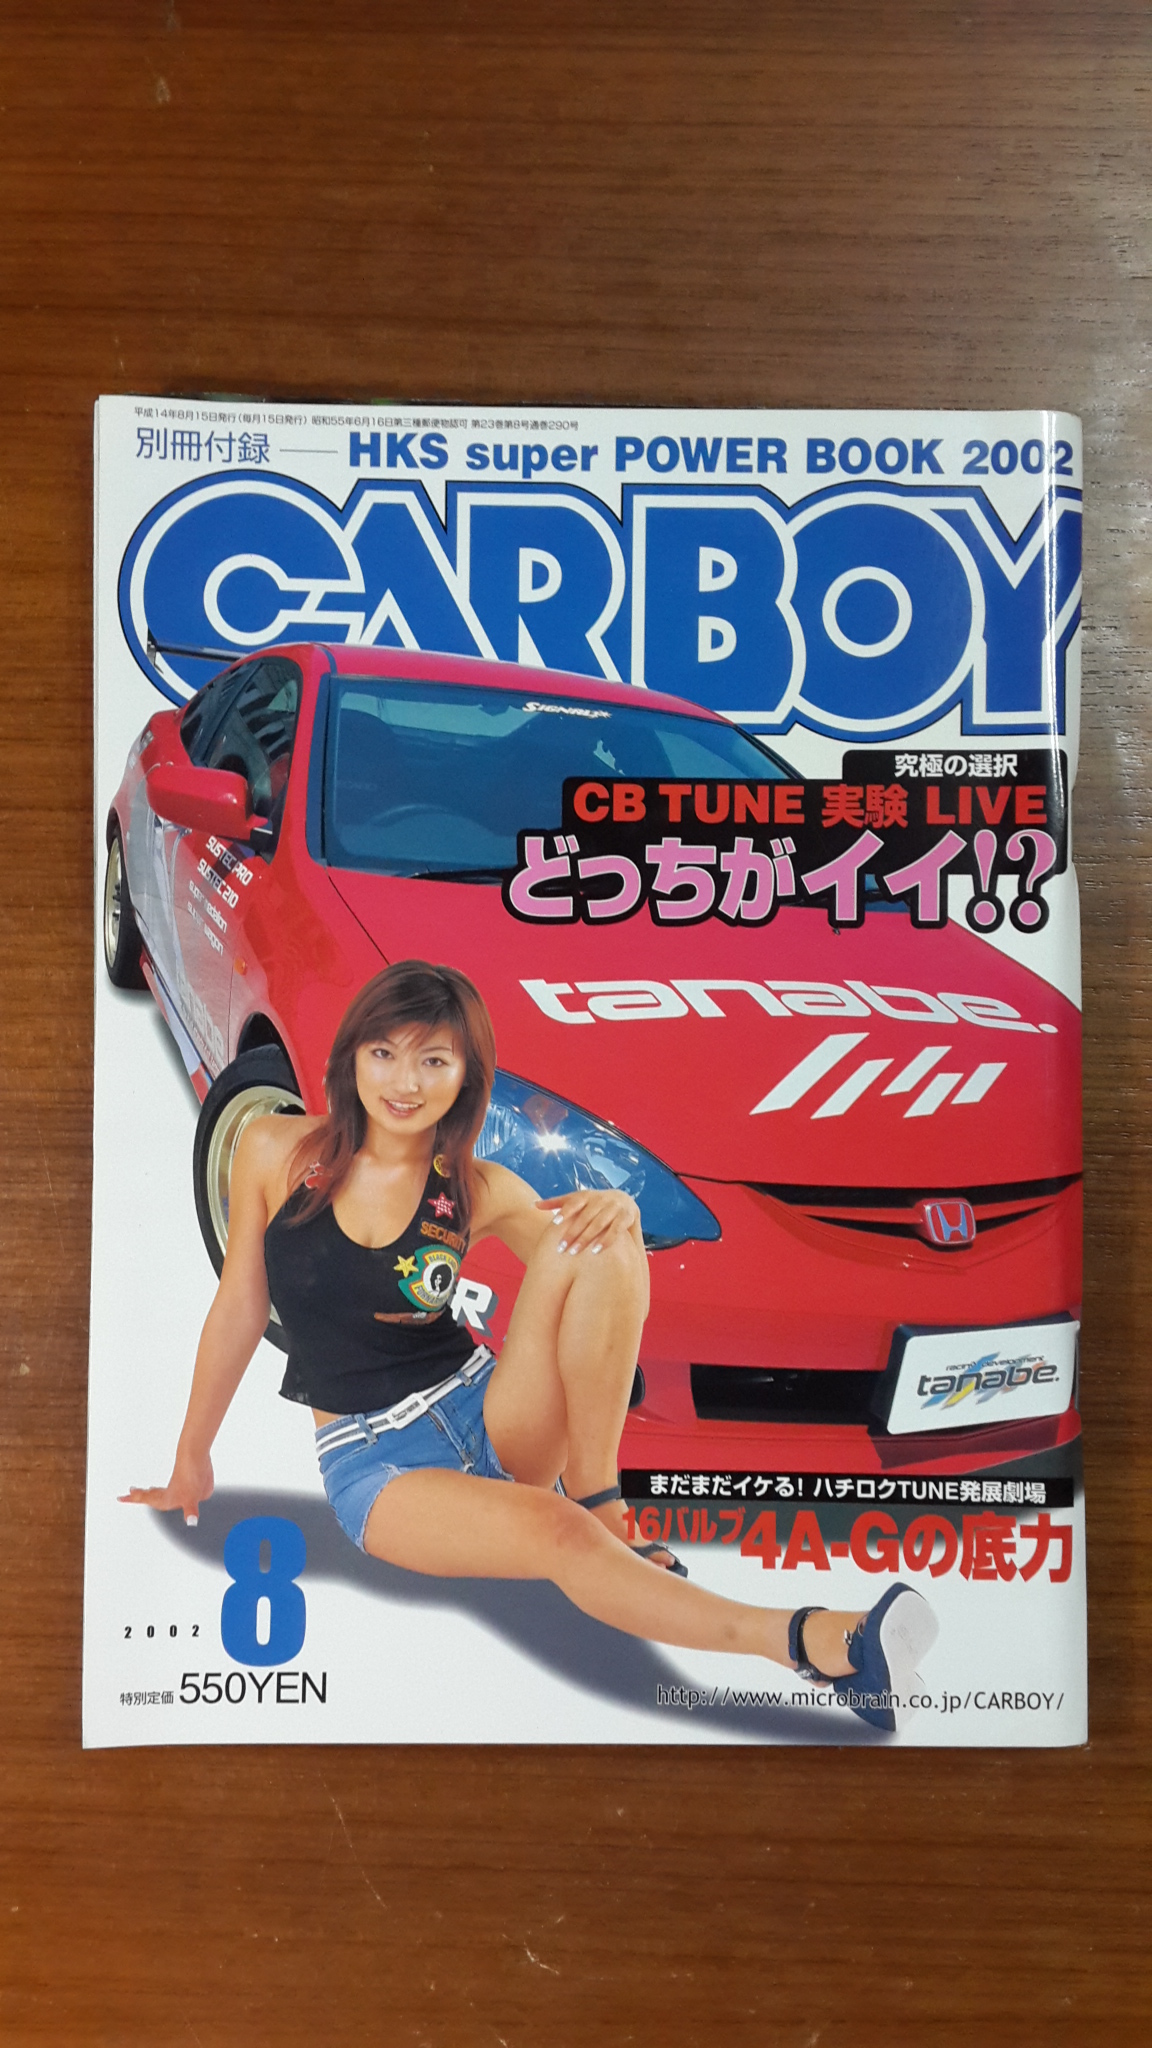 平成14年8月15日発行(毎月15日発行) 昭和55年6月16日第三種郵便物認可 第23巻第8号通巻290号
別冊付録 — HKS super POWER BOOK 2002
CARBOY
SIGNAL
究極の選択
CB TUNE 実験 LIVE
どっちがイイ!?
SUSTEC PRO
SUSTEC 210
wagon
tanabe.
SECURITY
R
racing development
tanabe.
まだまだイケる! ハチロクTUNE発展劇場
16バルブ4A-Gの底力
2002 8
特別定価 550YEN
http://www.microbrain.co.jp/CARBOY/